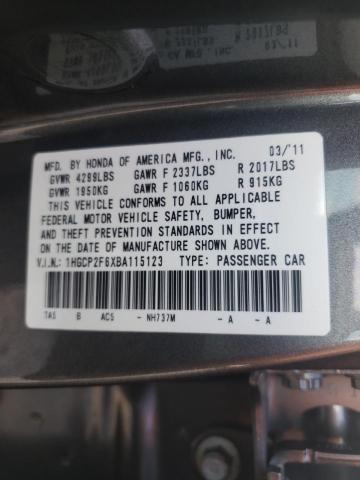 MFD. BY HONDA OF AMERICA MFG., INC. 03/'11
GVWR 4299LBS GAWR F 2337LBS R 2017LBS
GVWR 1950KG GAWR F 1060KG R 915KG
THIS VEHICLE CONFORMS TO ALL APPLICABLE
FEDERAL MOTOR VEHICLE SAFETY, BUMPER,
AND THEFT PREVENTION STANDARDS IN EFFECT
ON THE DATE OF MANUFACTURE SHOWN ABOVE.
V.I.N.: 1HGCP2F6XBA115123 TYPE: PASSENGER CAR
TA5 B AC5 - NH737M - A - A